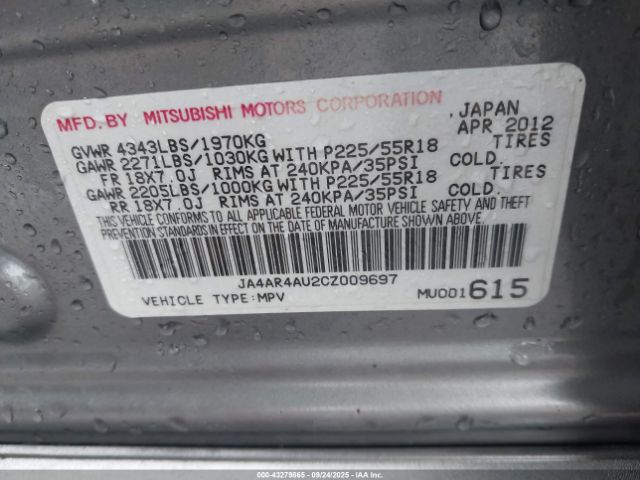 MFD.BY MITSUBISHI MOTORS CORPORATION , JAPAN
GVWR 4343LBS/1970KG APR 2012
GAWR 2271LBS/1030KG WITH P225/55R18 TIRES
FR 18X7.0J RIMS AT 240KPA/35PSI COLD.
GAWR 2205LBS/1000KG WITH P225/55R18 TIRES
RR 18X7.0J RIMS AT 240KPA/35PSI COLD.
THIS VEHICLE CONFORMS TO ALL APPLICABLE FEDERAL MOTOR VEHICLE SAFETY AND THEFT
PREVENTION STANDARDS IN EFFECT ON THE DATE OF MANUFACTURE SHOWN ABOVE.
JA4AR4AU2CZ009697
VEHICLE TYPE:MPV MU001615
000-43279865 09/24/2025 IAAI.COM